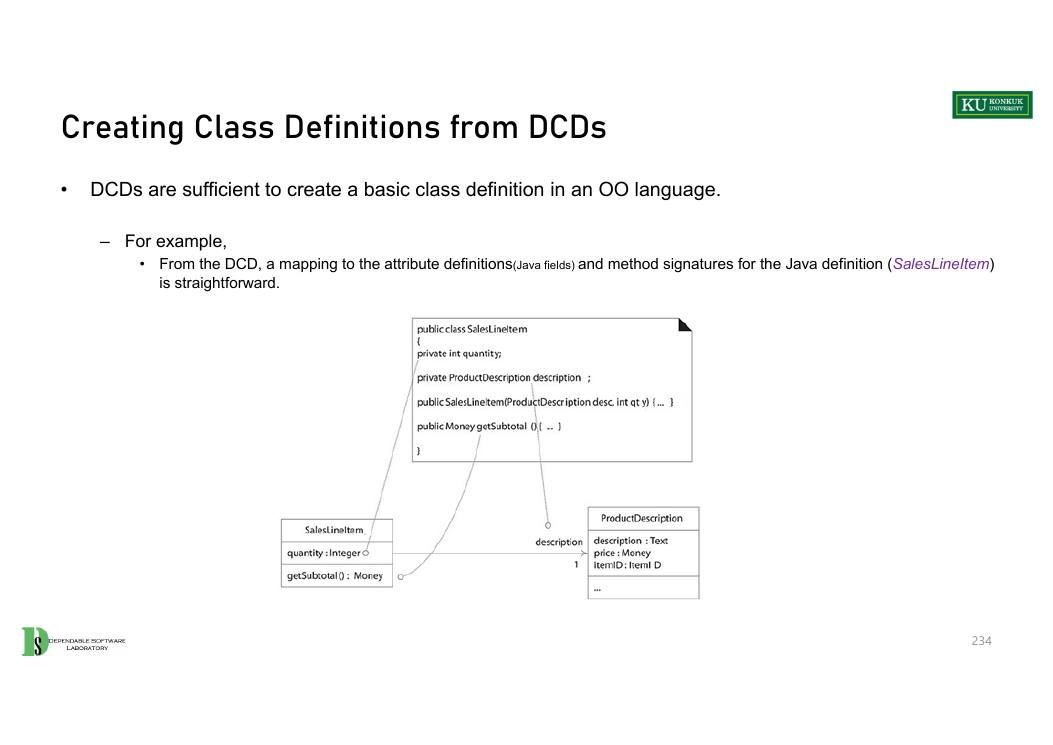 KU KONKUK
UNIVERSITY
Creating Class Definitions from DCDs
• DCDs are sufficient to create a basic class definition in an OO language.
– For example,
• From the DCD, a mapping to the attribute definitions(Java fields) and method signatures for the Java definition (SalesLineItem)
is straightforward.
public class SalesLineItem
{
private int quantity;
private ProductDescription description ;
public SalesLineItem(ProductDescription desc, int qt y) { ... }
public Money getSubtotal () { .. }
}
SalesLineItem
quantity : Integer
getSubtotal() : Money
description
1
ProductDescription
description : Text
price : Money
itemID : ItemI D
...
DS DEPENDABLE SOFTWARE
LABORATORY
234